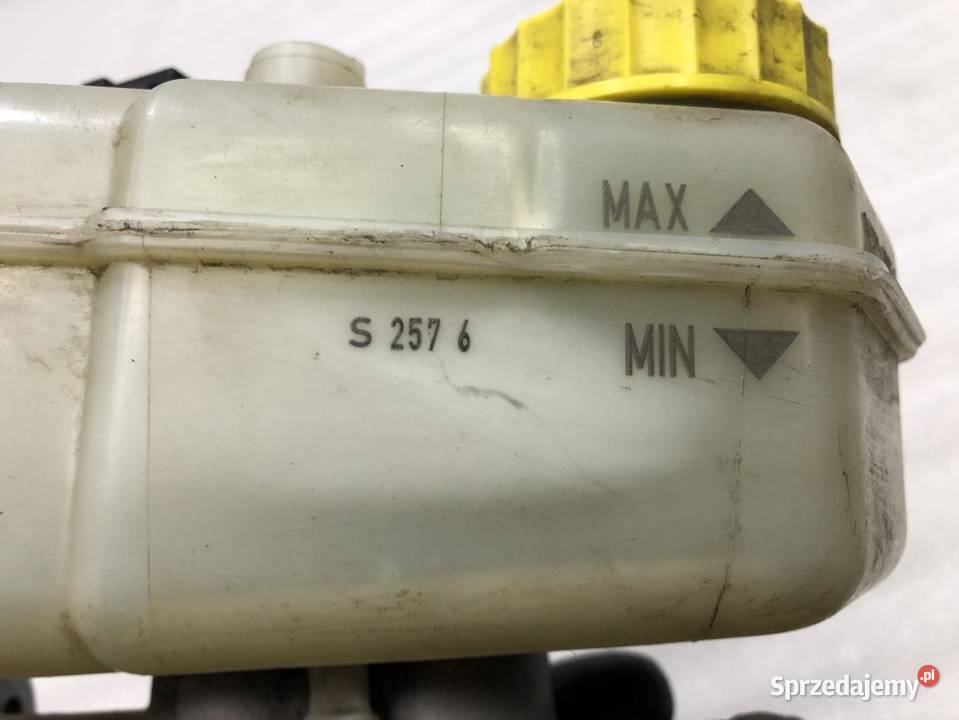 MAX
S 257 6
MIN
Sprzedajemy.pl